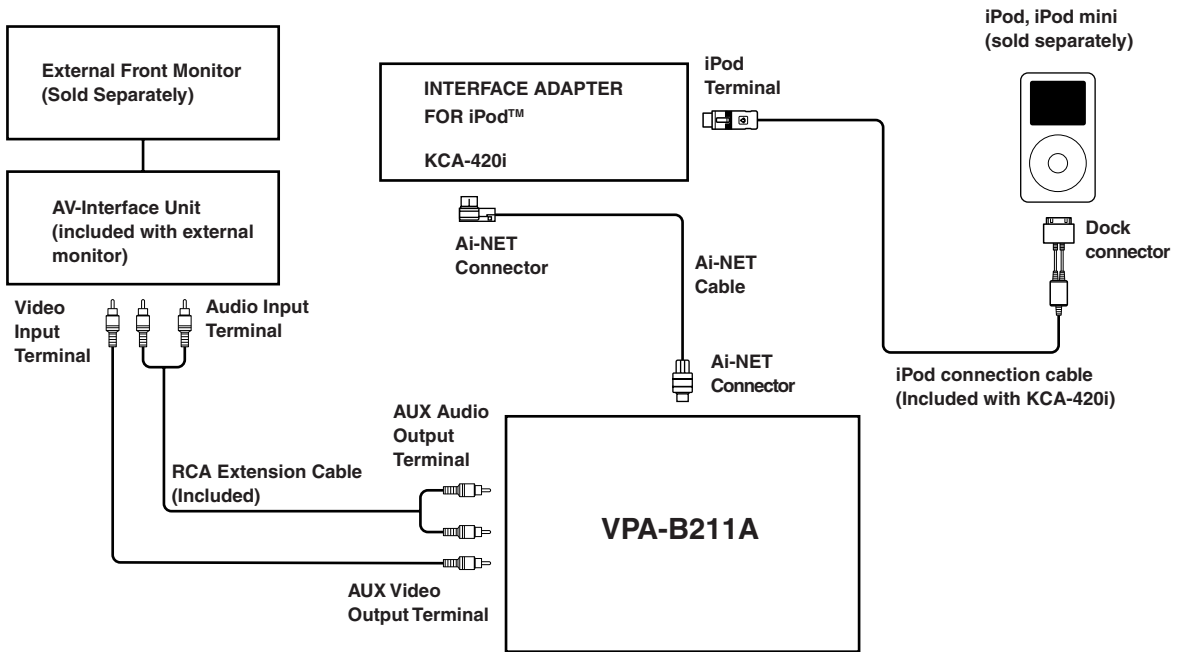 iPod, iPod mini
(sold separately)
External Front Monitor
(Sold Separately)
INTERFACE ADAPTER
FOR iPod™
KCA-420i
iPod
Terminal
AV-Interface Unit
(included with external
monitor)
Dock
connector
Ai-NET
Connector
Ai-NET
Cable
Video
Input
Terminal
Audio Input
Terminal
Ai-NET
Connector
iPod connection cable
(Included with KCA-420i)
AUX Audio
Output
Terminal
RCA Extension Cable
(Included)
VPA-B211A
AUX Video
Output Terminal